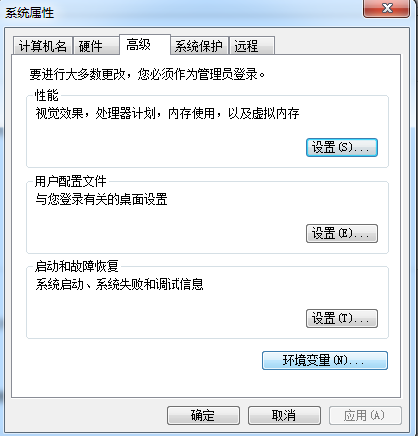 系统属性
计算机名 硬件 高级 系统保护 远程
要进行大多数更改，您必须作为管理员登录。
性能
视觉效果，处理器计划，内存使用，以及虚拟内存
设置(S)...
用户配置文件
与您登录有关的桌面设置
设置(E)...
启动和故障恢复
系统启动、系统失败和调试信息
设置(T)...
环境变量(N)...
确定 取消 应用(A)